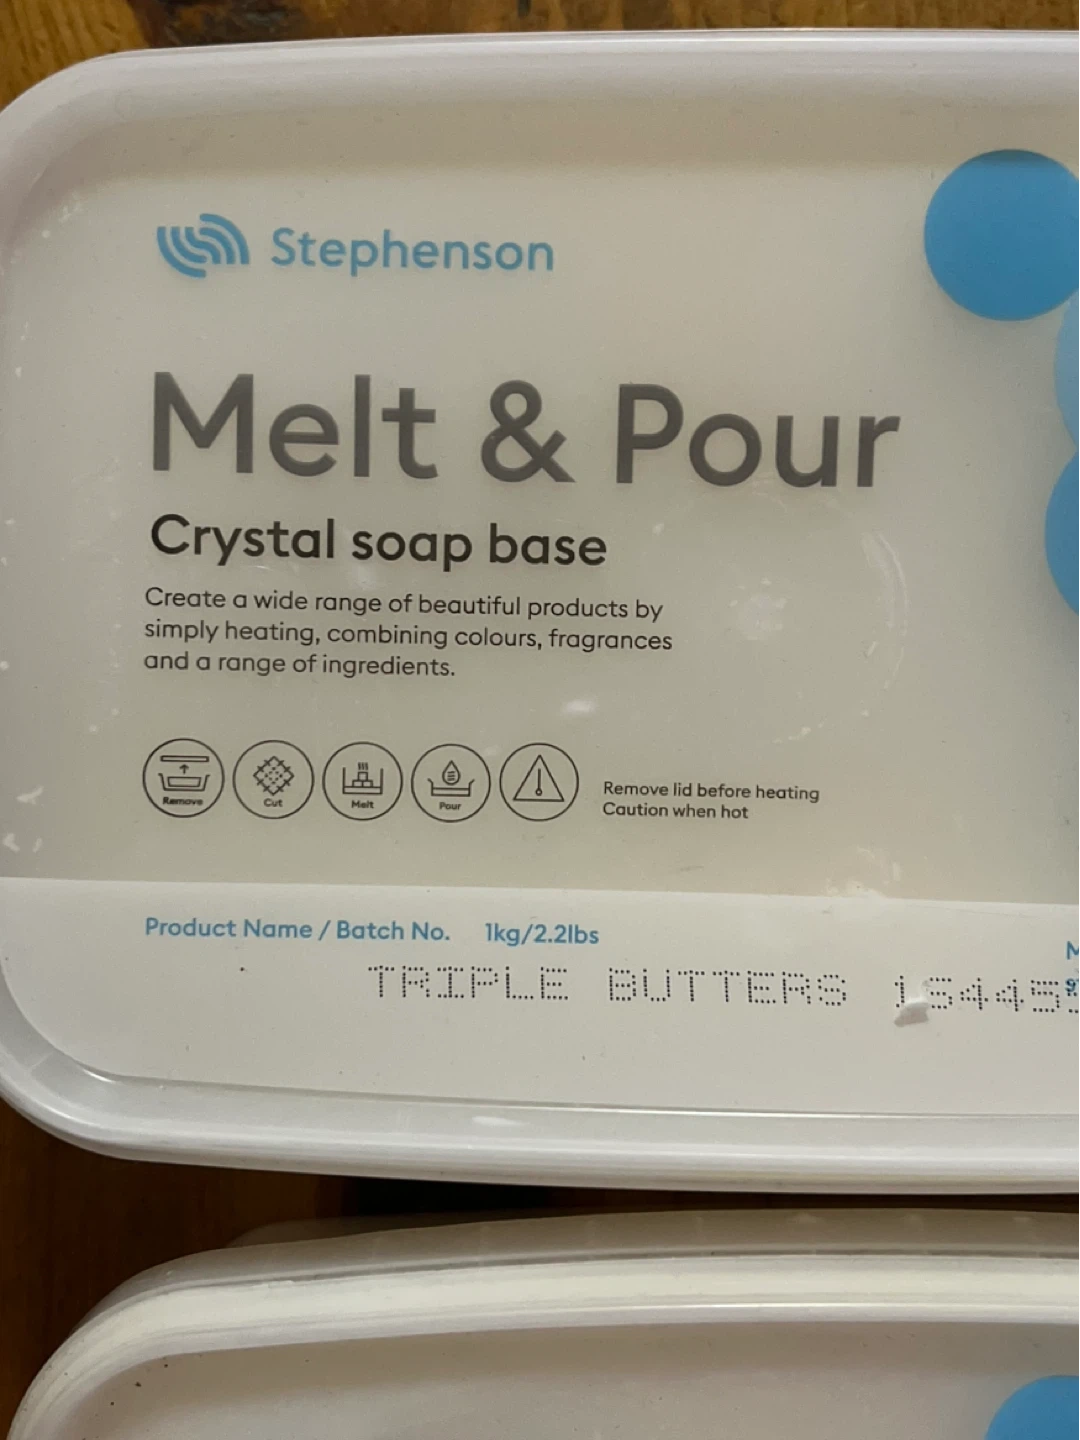 Stephenson
Melt & Pour
Crystal soap base
Create a wide range of beautiful products by
simply heating, combining colours, fragrances
and a range of ingredients.
Remove
Cut
Melt
Pour
Remove lid before heating
Caution when hot
Product Name / Batch No. 1kg/2.2lbs
TRIPLE BUTTERS